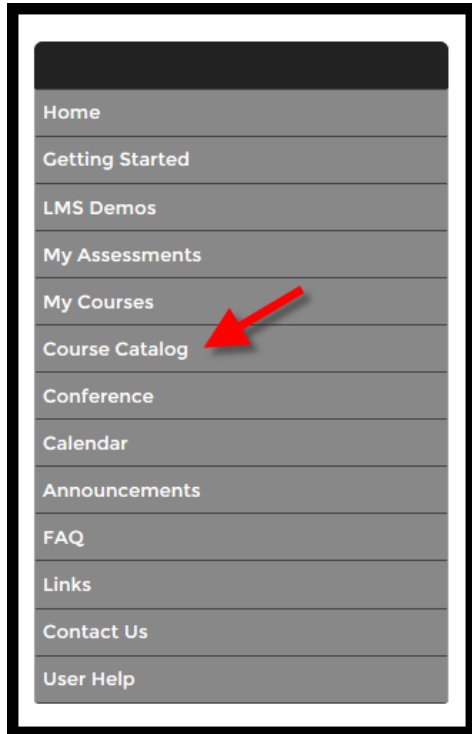 Home
Getting Started
LMS Demos
My Assessments
My Courses
Course Catalog
Conference
Calendar
Announcements
FAQ
Links
Contact Us
User Help